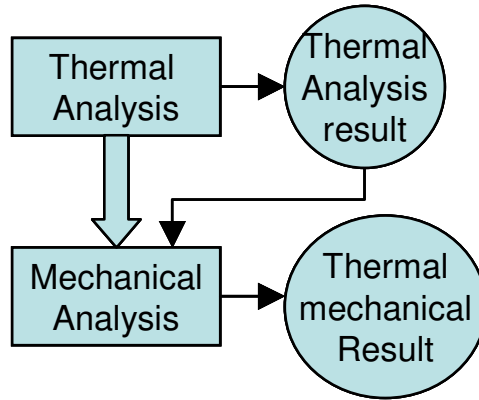 Thermal
Analysis
Thermal
Analysis
result
Mechanical
Analysis
Thermal
mechanical
Result